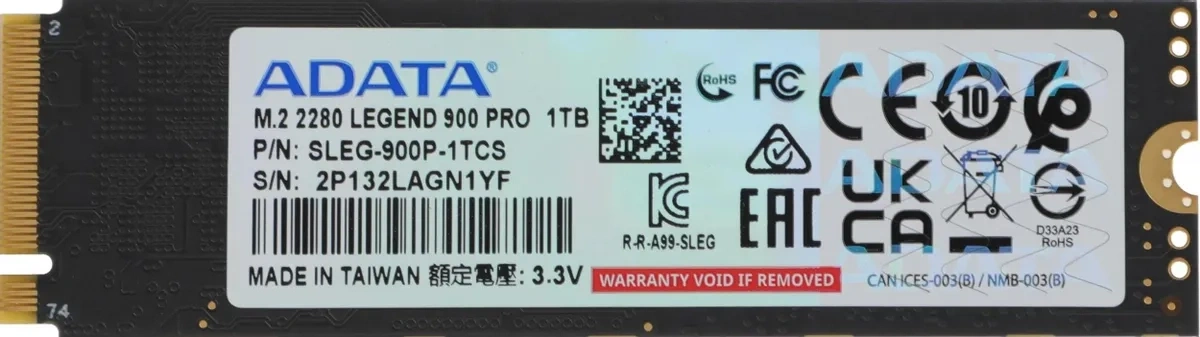 2
ADATA®
M.2 2280 LEGEND 900 PRO 1TB
P/N: SLEG-900P-1TCS
S/N: 2P132LAGN1YF
MADE IN TAIWAN 額定電壓: 3.3V
RoHS
FC
CE
10
R-R-A99-SLEG
EAC
UK
CA
D33A23
RoHS
WARRANTY VOID IF REMOVED
CAN ICES-003(B) / NMB-003(B)
ADATA
ADATA
74